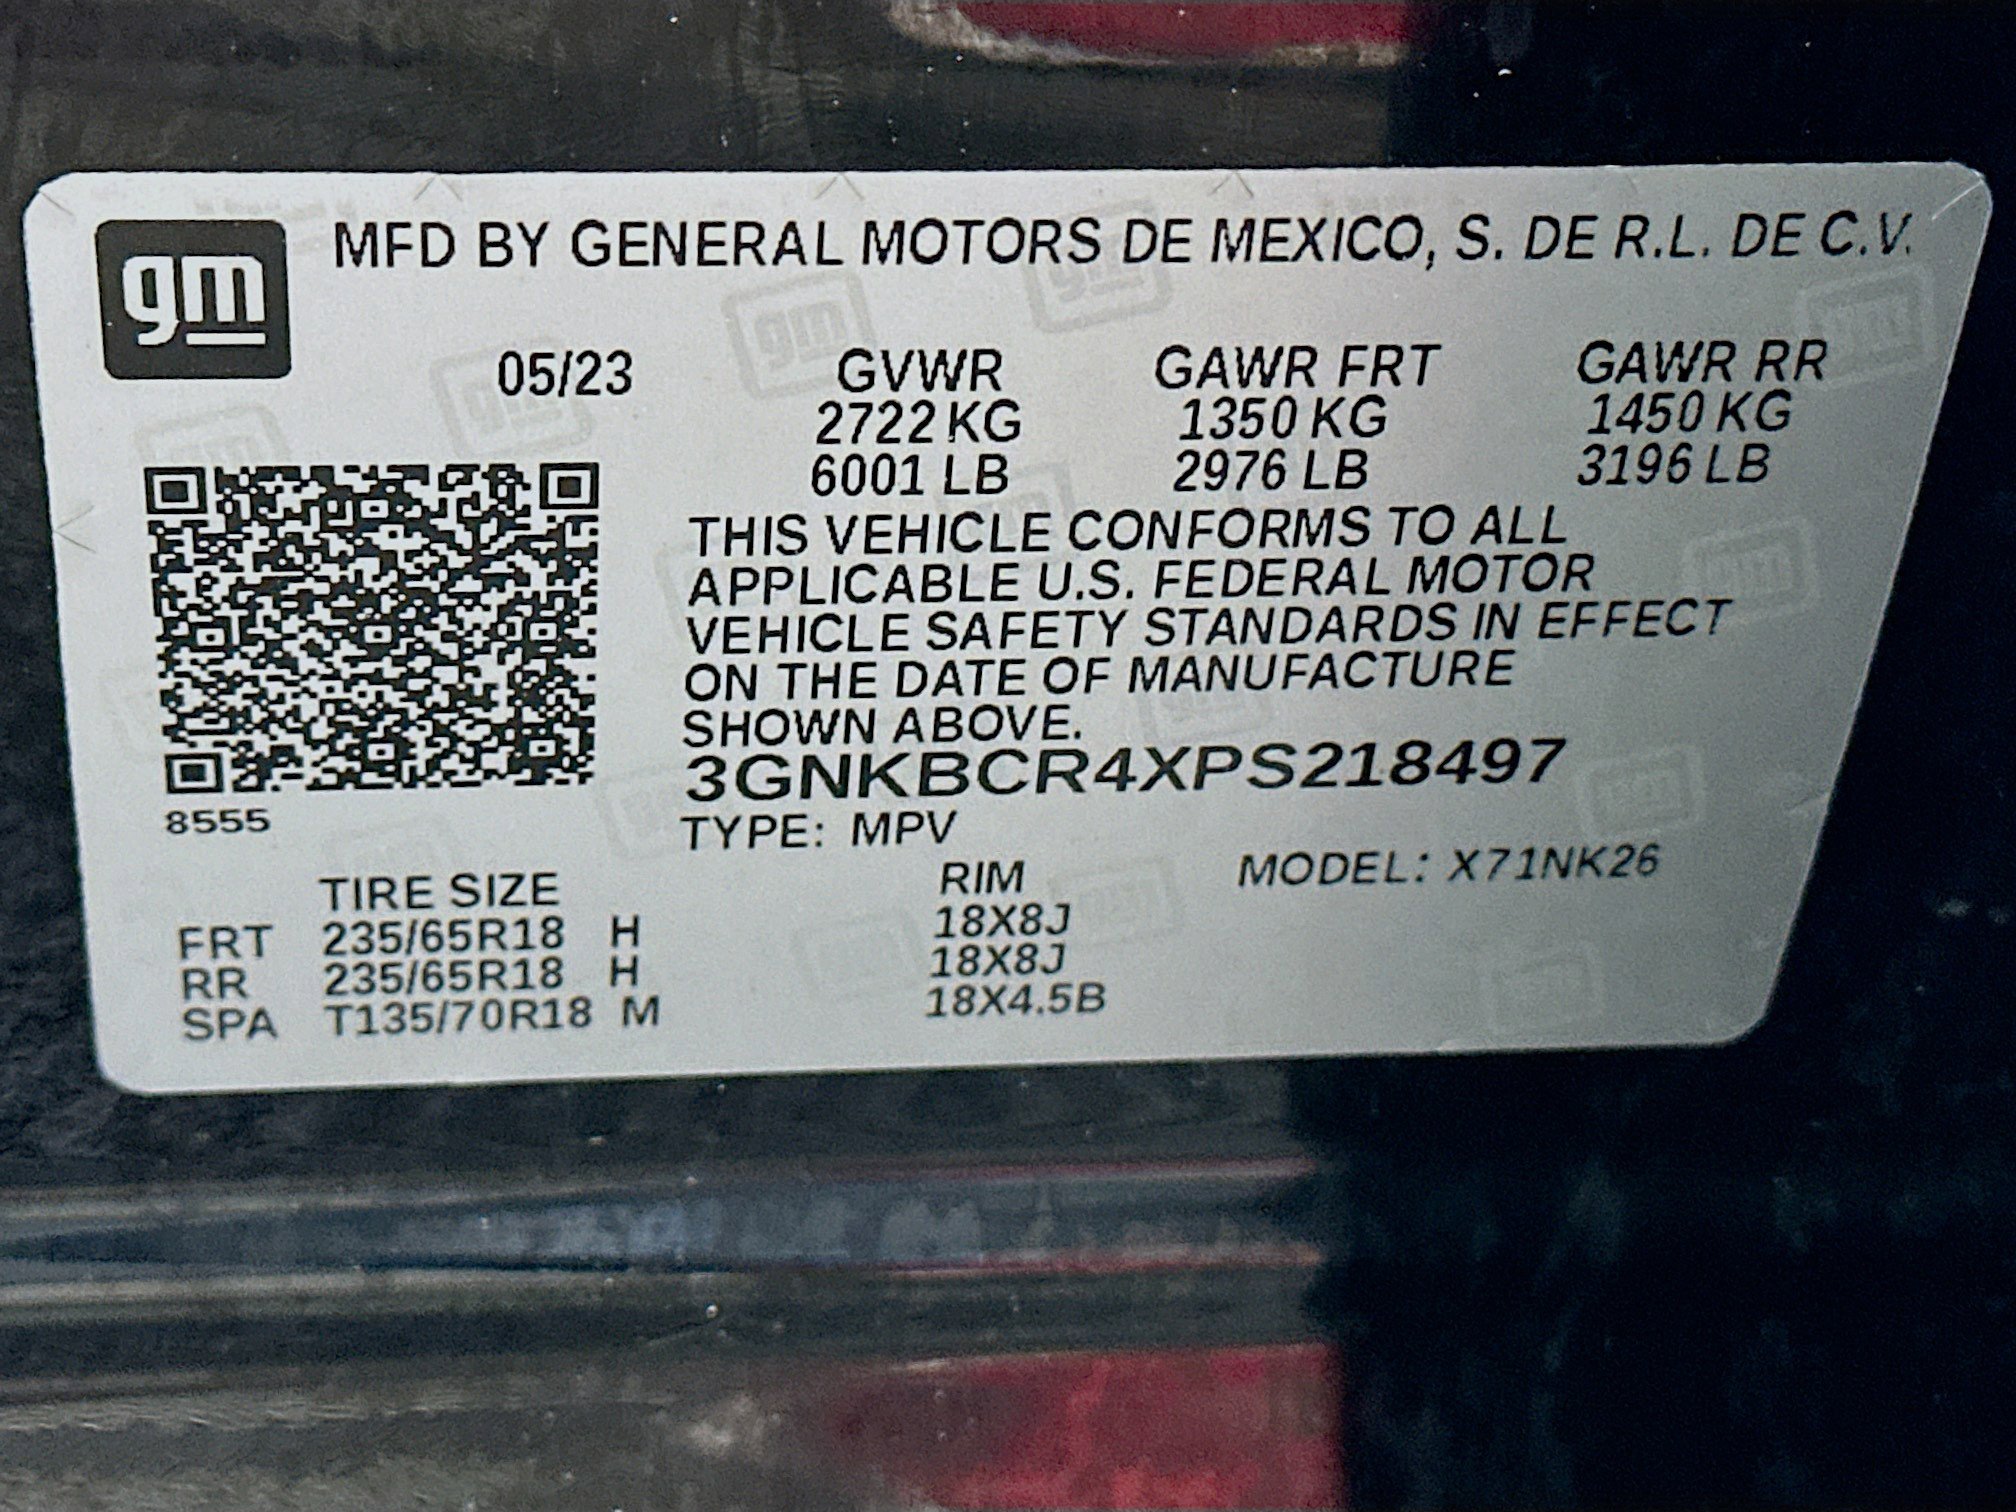 gm MFD BY GENERAL MOTORS DE MEXICO, S. DE R.L. DE C.V.
05/23 GVWR GAWR FRT GAWR RR
2722 KG 1350 KG 1450 KG
6001 LB 2976 LB 3196 LB
THIS VEHICLE CONFORMS TO ALL
APPLICABLE U.S. FEDERAL MOTOR
VEHICLE SAFETY STANDARDS IN EFFECT
ON THE DATE OF MANUFACTURE
SHOWN ABOVE.
3GNKBCR4XPS218497
8555
TYPE: MPV
MODEL: X71NK26
TIRE SIZE RIM
FRT 235/65R18 H 18X8J
RR 235/65R18 H 18X8J
SPA T135/70R18 M 18X4.5B